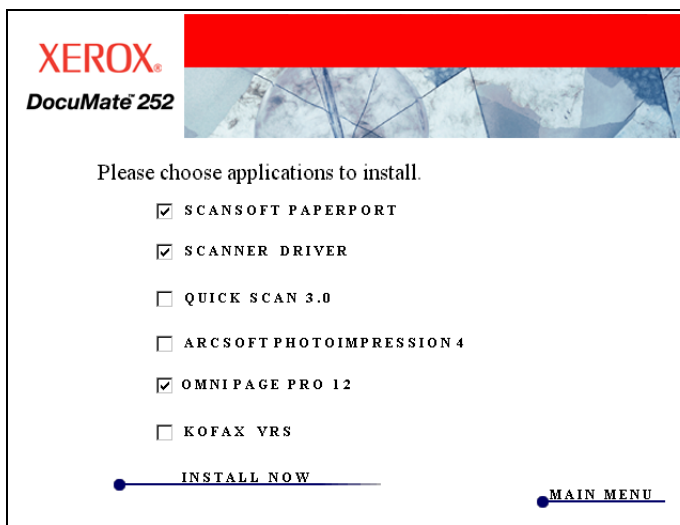 XEROX®
DocuMate™ 252
Please choose applications to install.
SCANSOFT PAPERPORT
SCANNER DRIVER
QUICK SCAN 3.0
ARCSOFT PHOTOIMPRESSION 4
OMNIPAGE PRO 12
KOFAX VRS
INSTALL NOW
MAIN MENU